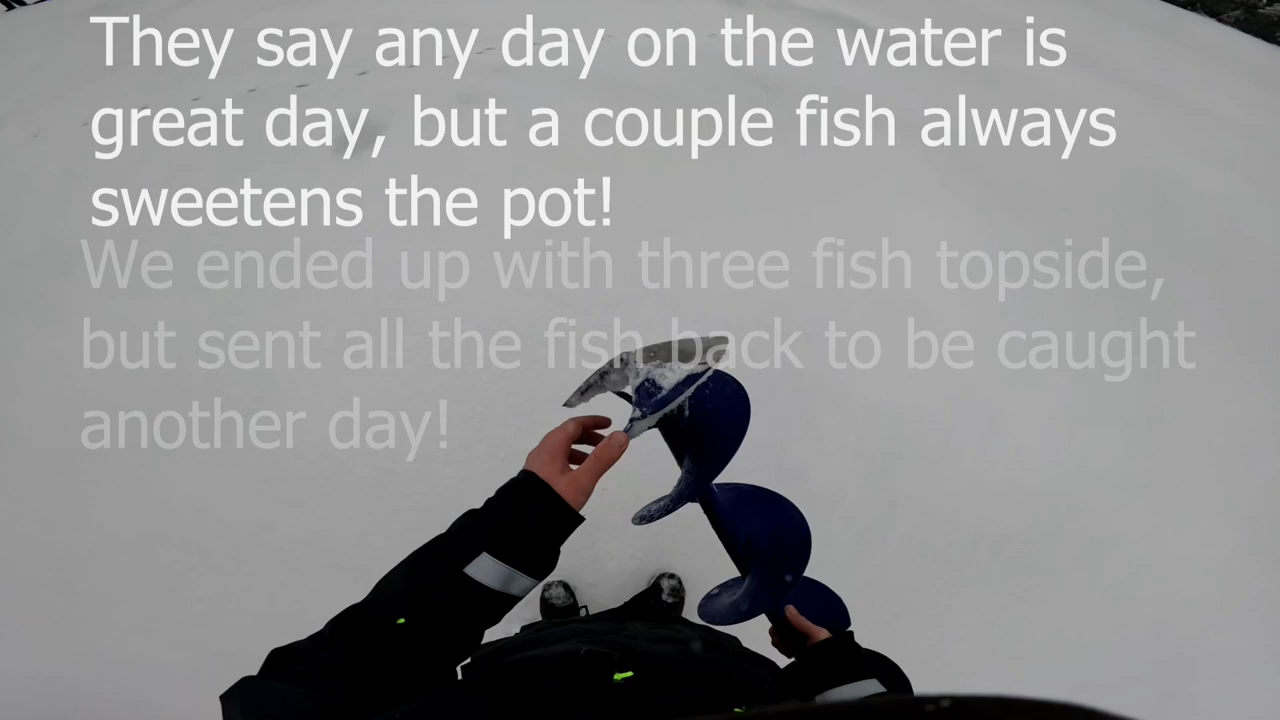 They say any day on the water is
great day, but a couple fish always
sweetens the pot!
We ended up with three fish topside,
but sent all the fish back to be caught
another day!